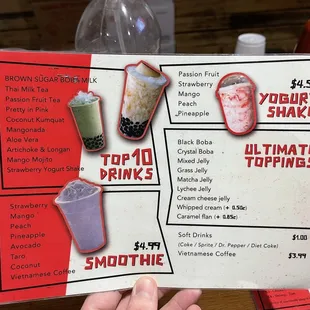 BROWN SUGAR BOBA MILK
Thai Milk Tea
Passion Fruit Tea
Pretty in Pink
Coconut Kumquat
Mangonada
Aloe Vera
Artichoke & Longan
Mango Mojito
Strawberry Yogurt Shake
TOP 10
DRINKS
Strawberry
Mango
Peach
Pineapple
Avocado
Taro
Coconut
Vietnamese Coffee
$4.99
SMOOTHIE
Passion Fruit
Strawberry
Mango
Peach
Pineapple
YOGURT
SHAKE
Black Boba
Crystal Boba
Mixed Jelly
Grass Jelly
Matcha Jelly
Lychee Jelly
Cream cheese jelly
Whipped cream (+ 0.50¢)
Caramel flan (+ 0.85¢)
ULTIMATE
TOPPINGS
Soft Drinks $1.00
(Coke / Sprite / Dr. Pepper / Diet Coke)
Vietnamese Coffee $3.99